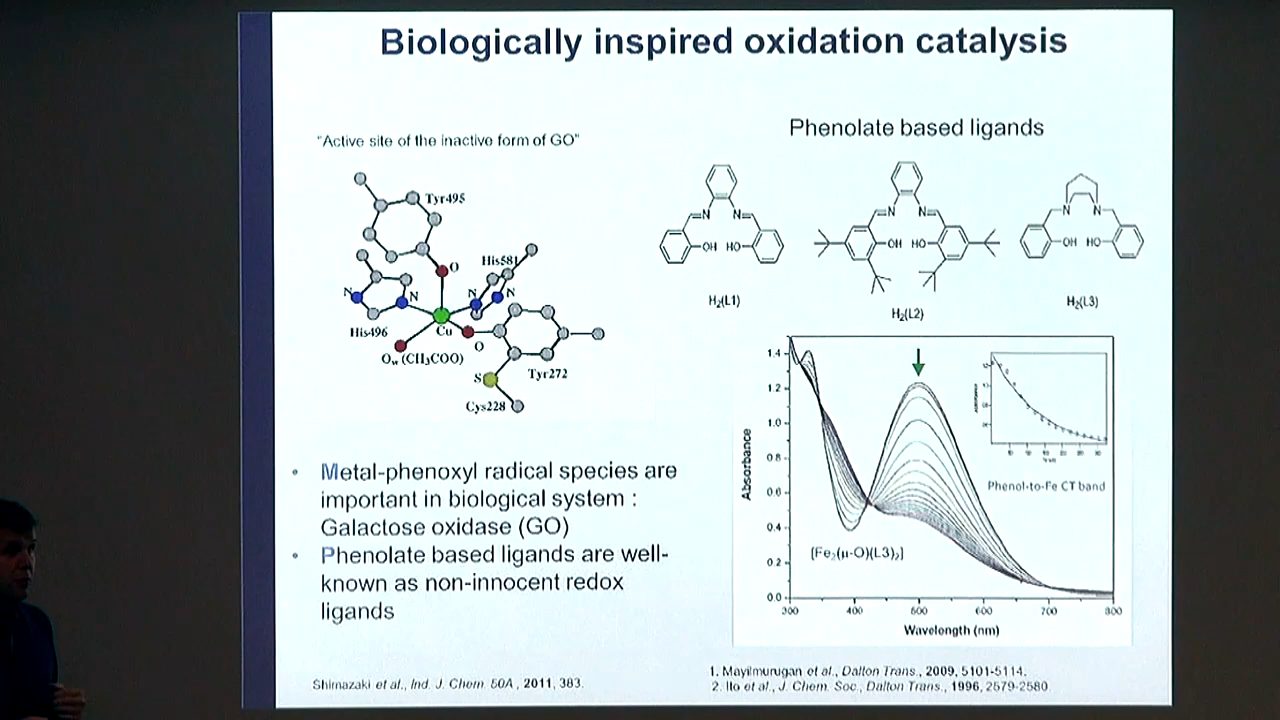 Biologically inspired oxidation catalysis
"Active site of the inactive form of GO"
Tyr495
O
His581
N
N
N
N
His496
Cu
O
Ow (CH3COO)
Tyr272
S
Cys228
• Metal-phenoxyl radical species are
important in biological system :
Galactose oxidase (GO)
• Phenolate based ligands are well-
known as non-innocent redox
ligands
Shimazaki et al., Ind. J. Chem. 50A, 2011, 383.
Phenolate based ligands
N
N
OH
HO
H2(L1)
N
N
OH
HO
H2(L2)
N
N
OH
HO
H2(L3)
Absorbance
1.4
1.2
1.0
0.8
0.6
0.4
0.2
0.0
300
400
500
600
700
800
Wavelength (nm)
Phenol-to-Fe CT band
[Fe2(μ-O)(L3)2]
1. Mayilmurugan et al., Dalton Trans., 2009, 5101-5114.
2. Ito et al., J. Chem. Soc., Dalton Trans., 1996, 2579-2580.